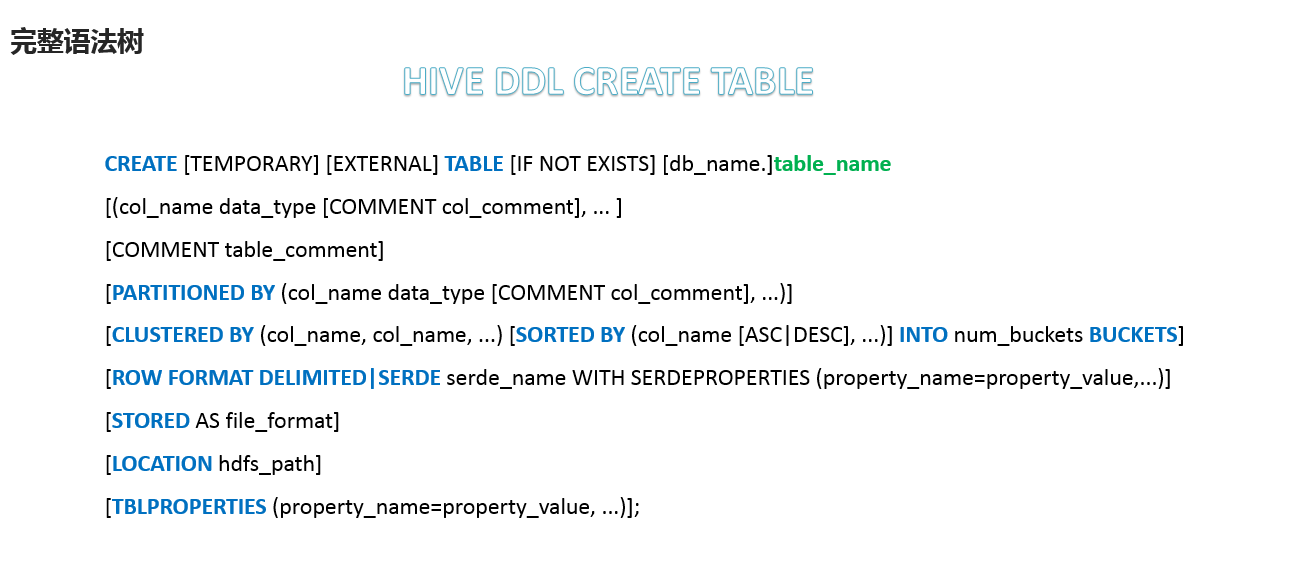 完整语法树
HIVE DDL CREATE TABLE
CREATE [TEMPORARY] [EXTERNAL] TABLE [IF NOT EXISTS] [db_name.]table_name
[(col_name data_type [COMMENT col_comment], ... ]
[COMMENT table_comment]
[PARTITIONED BY (col_name data_type [COMMENT col_comment], ...)]
[CLUSTERED BY (col_name, col_name, ...) [SORTED BY (col_name [ASC|DESC], ...)] INTO num_buckets BUCKETS]
[ROW FORMAT DELIMITED|SERDE serde_name WITH SERDEPROPERTIES (property_name=property_value,...)]
[STORED AS file_format]
[LOCATION hdfs_path]
[TBLPROPERTIES (property_name=property_value, ...)];